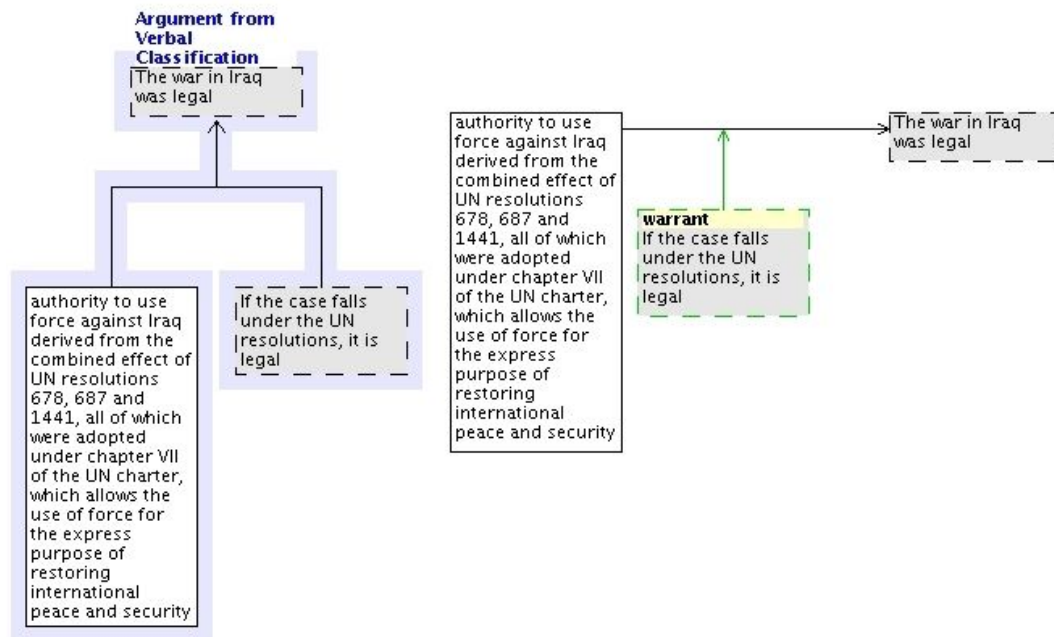 Argument from
Verbal
Classification
The war in Iraq
was legal
authority to use
force against Iraq
derived from the
combined effect of
UN resolutions
678, 687 and
1441, all of which
were adopted
under chapter VII
of the UN charter,
which allows the
use of force for
the express
purpose of
restoring
international
peace and security
If the case falls
under the UN
resolutions, it is
legal
authority to use
force against Iraq
derived from the
combined effect of
UN resolutions
678, 687 and
1441, all of which
were adopted
under chapter VII
of the UN charter,
which allows the
use of force for
the express
purpose of
restoring
international
peace and security
warrant
If the case falls
under the UN
resolutions, it is
legal
The war in Iraq
was legal